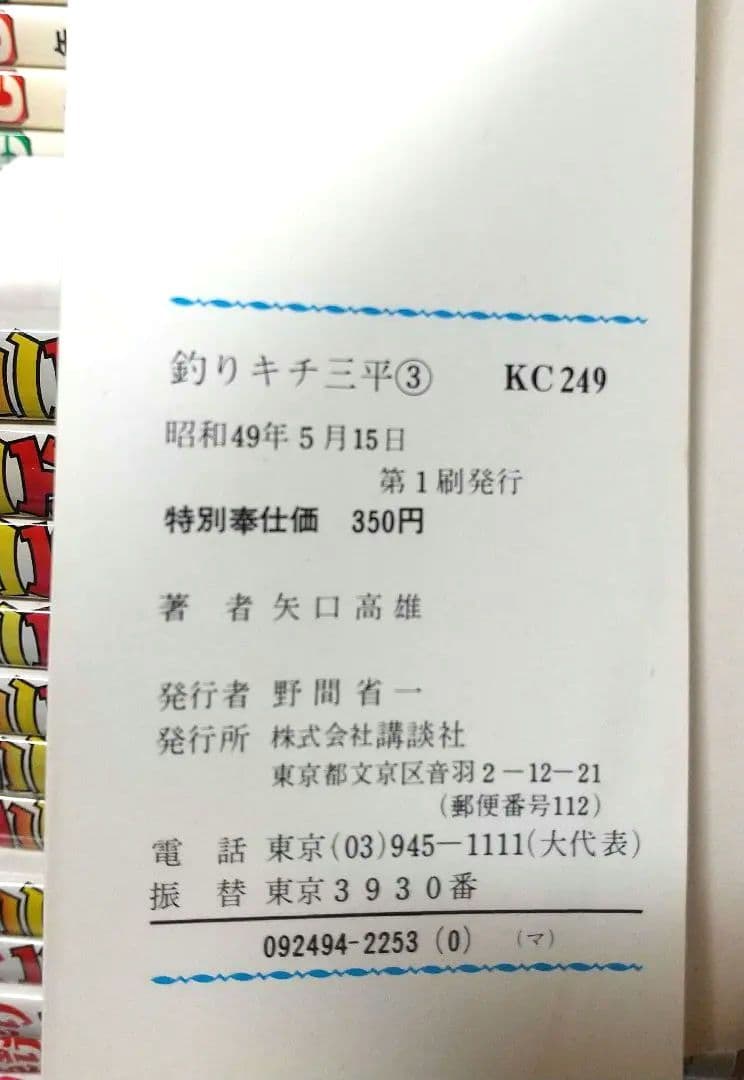 釣りキチ三平③ KC249
昭和49年5月15日
第1刷発行
特別奉仕価 350円
著 者 矢口高雄
発行者 野間省一
発行所 株式会社講談社
東京都文京区音羽2－12－21
(郵便番号112)
電 話 東京(03)945－1111(大代表)
振 替 東京3930番
092494-2253 (0) (マ)